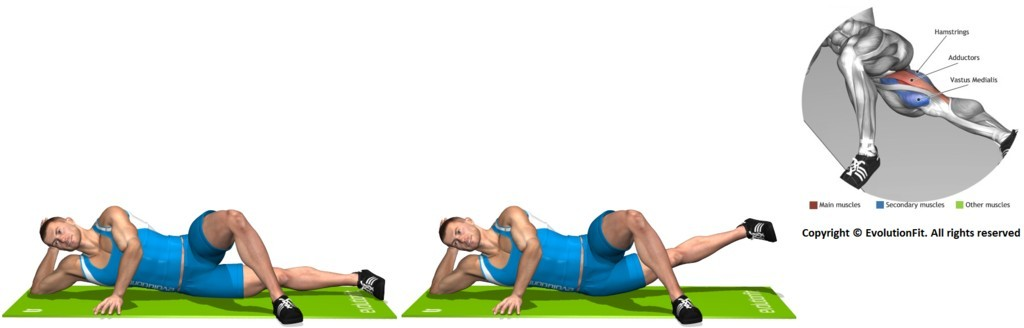 Hamstrings
Adductors
Vastus Medialis
Main muscles
Secondary muscles
Other muscles
Copyright © EvolutionFit. All rights reserved